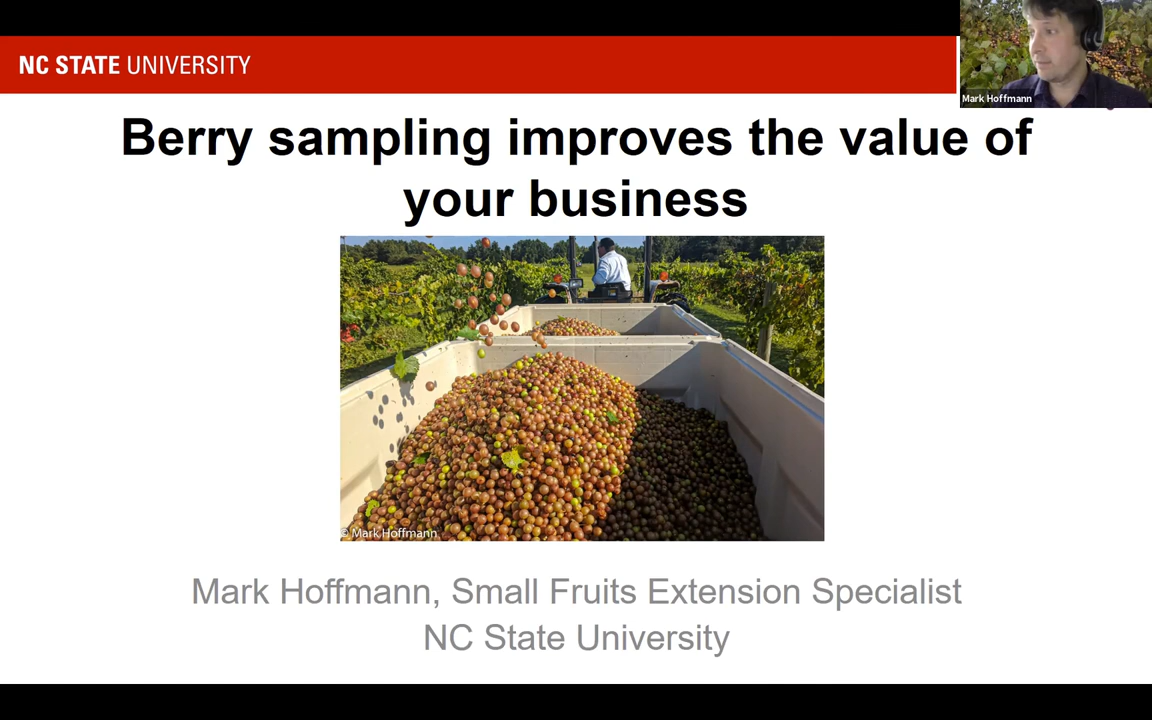 NC STATE UNIVERSITY
Mark Hoffmann
Berry sampling improves the value of
your business
© Mark Hoffmann
Mark Hoffmann, Small Fruits Extension Specialist
NC State University